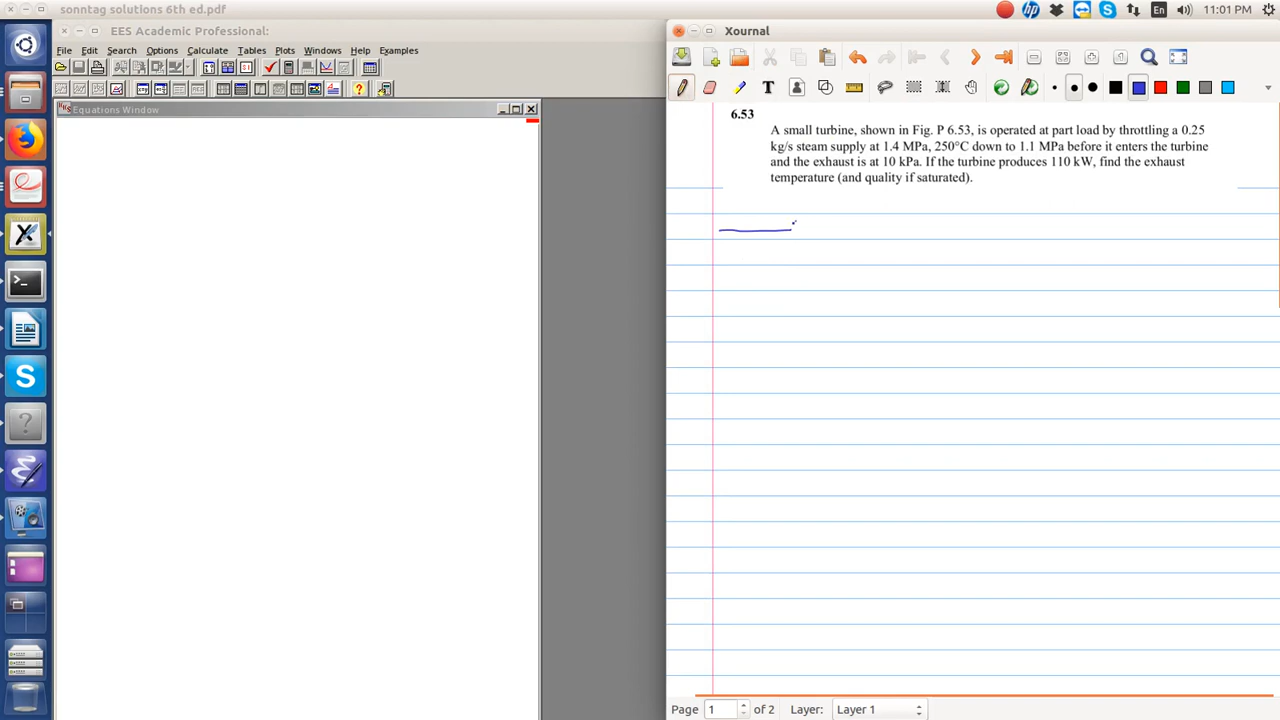 sonntag solutions 6th ed.pdf
En
11:01 PM
EES Academic Professional:
File Edit Search Options Calculate Tables Plots Windows Help Examples
Equations Window
Xournal
6.53
A small turbine, shown in Fig. P 6.53, is operated at part load by throttling a 0.25
kg/s steam supply at 1.4 MPa, 250°C down to 1.1 MPa before it enters the turbine
and the exhaust is at 10 kPa. If the turbine produces 110 kW, find the exhaust
temperature (and quality if saturated).
Page 1 of 2 Layer: Layer 1